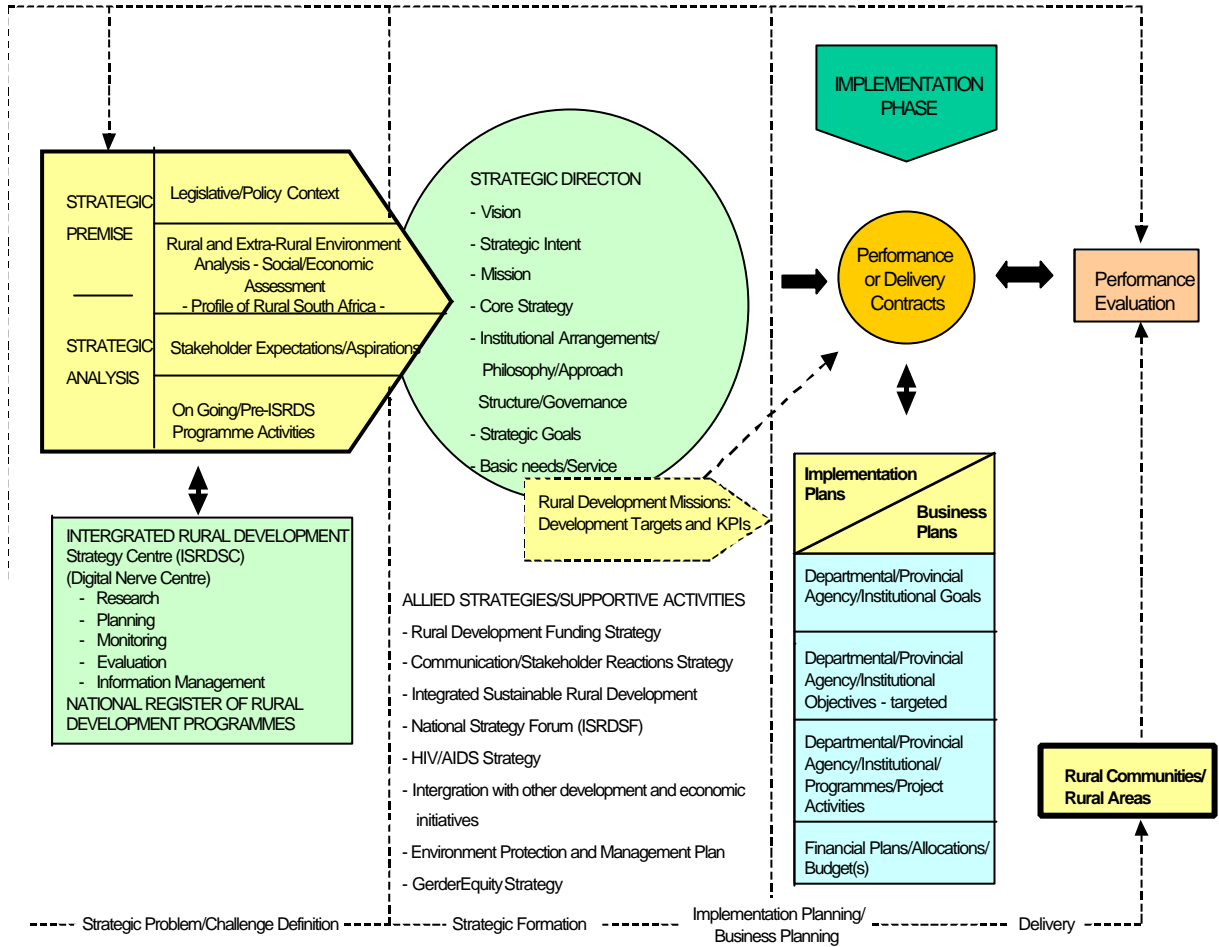 IMPLEMENTATION
PHASE
STRATEGIC
PREMISE
STRATEGIC
ANALYSIS
Legislative/Policy Context
Rural and Extra-Rural Environment
Analysis - Social/Economic
Assessment
- Profile of Rural South Africa -
Stakeholder Expectations/Aspirations
On Going/Pre-ISRDS
Programme Activities
STRATEGIC DIRECTON
- Vision
- Strategic Intent
- Mission
- Core Strategy
- Institutional Arrangements/
Philosophy/Approach
Structure/Governance
- Strategic Goals
- Basic needs/Service
Performance
or Delivery
Contracts
Performance
Evaluation
Rural Development Missions:
Development Targets and KPIs
INTERGRATED RURAL DEVELOPMENT
Strategy Centre (ISRDSC)
(Digital Nerve Centre)
- Research
- Planning
- Monitoring
- Evaluation
- Information Management
NATIONAL REGISTER OF RURAL
DEVELOPMENT PROGRAMMES
ALLIED STRATEGIES/SUPPORTIVE ACTIVITIES
- Rural Development Funding Strategy
- Communication/Stakeholder Reactions Strategy
- Integrated Sustainable Rural Development
- National Strategy Forum (ISRDSF)
- HIV/AIDS Strategy
- Intergration with other development and economic
initiatives
- Environment Protection and Management Plan
- GerderEquityStrategy
Implementation
Plans
Business
Plans
Departmental/Provincial
Agency/Institutional Goals
Departmental/Provincial
Agency/Institutional
Objectives - targeted
Departmental/Provincial
Agency/Institutional/
Programmes/Project
Activities
Financial Plans/Allocations/
Budget(s)
Rural Communities/
Rural Areas
Strategic Problem/Challenge Definition
Strategic Formation
Implementation Planning/
Business Planning
Delivery